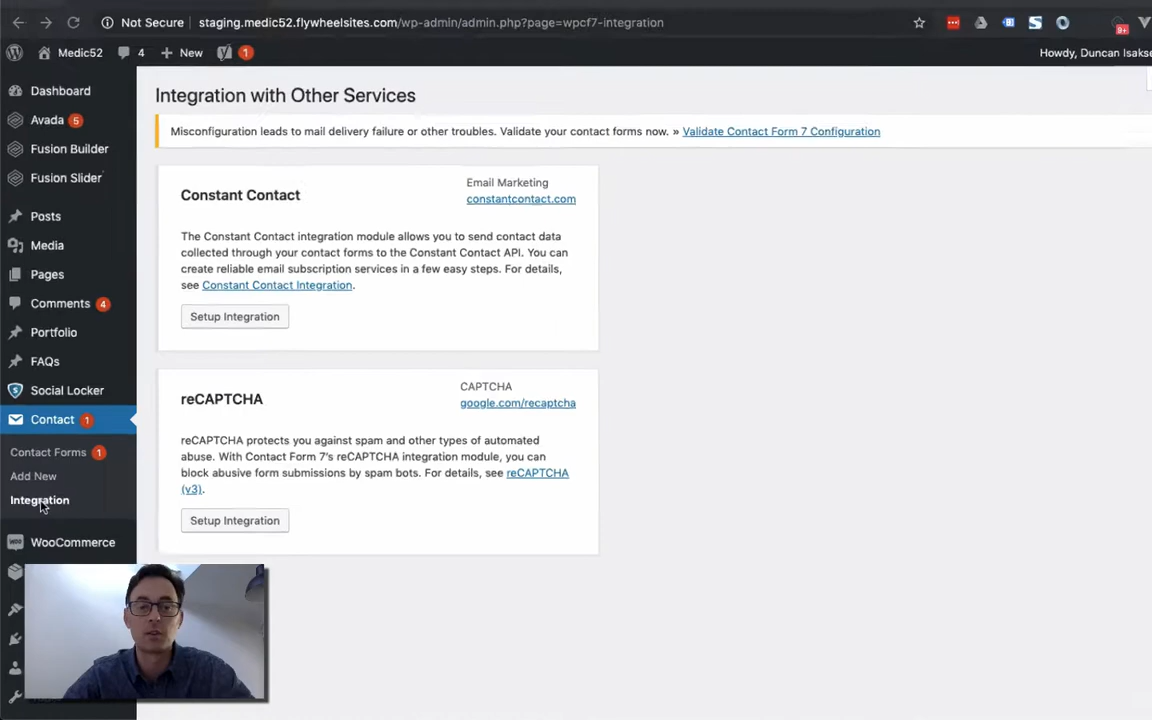 Not Secure staging.medic52.flywheelsites.com/wp-admin/admin.php?page=wpcf7-integration
9+
Medic52 4 New 1 Howdy, Duncan Isakse
Dashboard
Avada 5
Fusion Builder
Fusion Slider
Posts
Media
Pages
Comments 4
Portfolio
FAQs
Social Locker
Contact 1
Contact Forms 1
Add New
Integration
WooCommerce
Integration with Other Services
Misconfiguration leads to mail delivery failure or other troubles. Validate your contact forms now. » Validate Contact Form 7 Configuration
Constant Contact
Email Marketing
constantcontact.com
The Constant Contact integration module allows you to send contact data
collected through your contact forms to the Constant Contact API. You can
create reliable email subscription services in a few easy steps. For details,
see Constant Contact Integration.
Setup Integration
reCAPTCHA
CAPTCHA
google.com/recaptcha
reCAPTCHA protects you against spam and other types of automated
abuse. With Contact Form 7's reCAPTCHA integration module, you can
block abusive form submissions by spam bots. For details, see reCAPTCHA
(v3).
Setup Integration